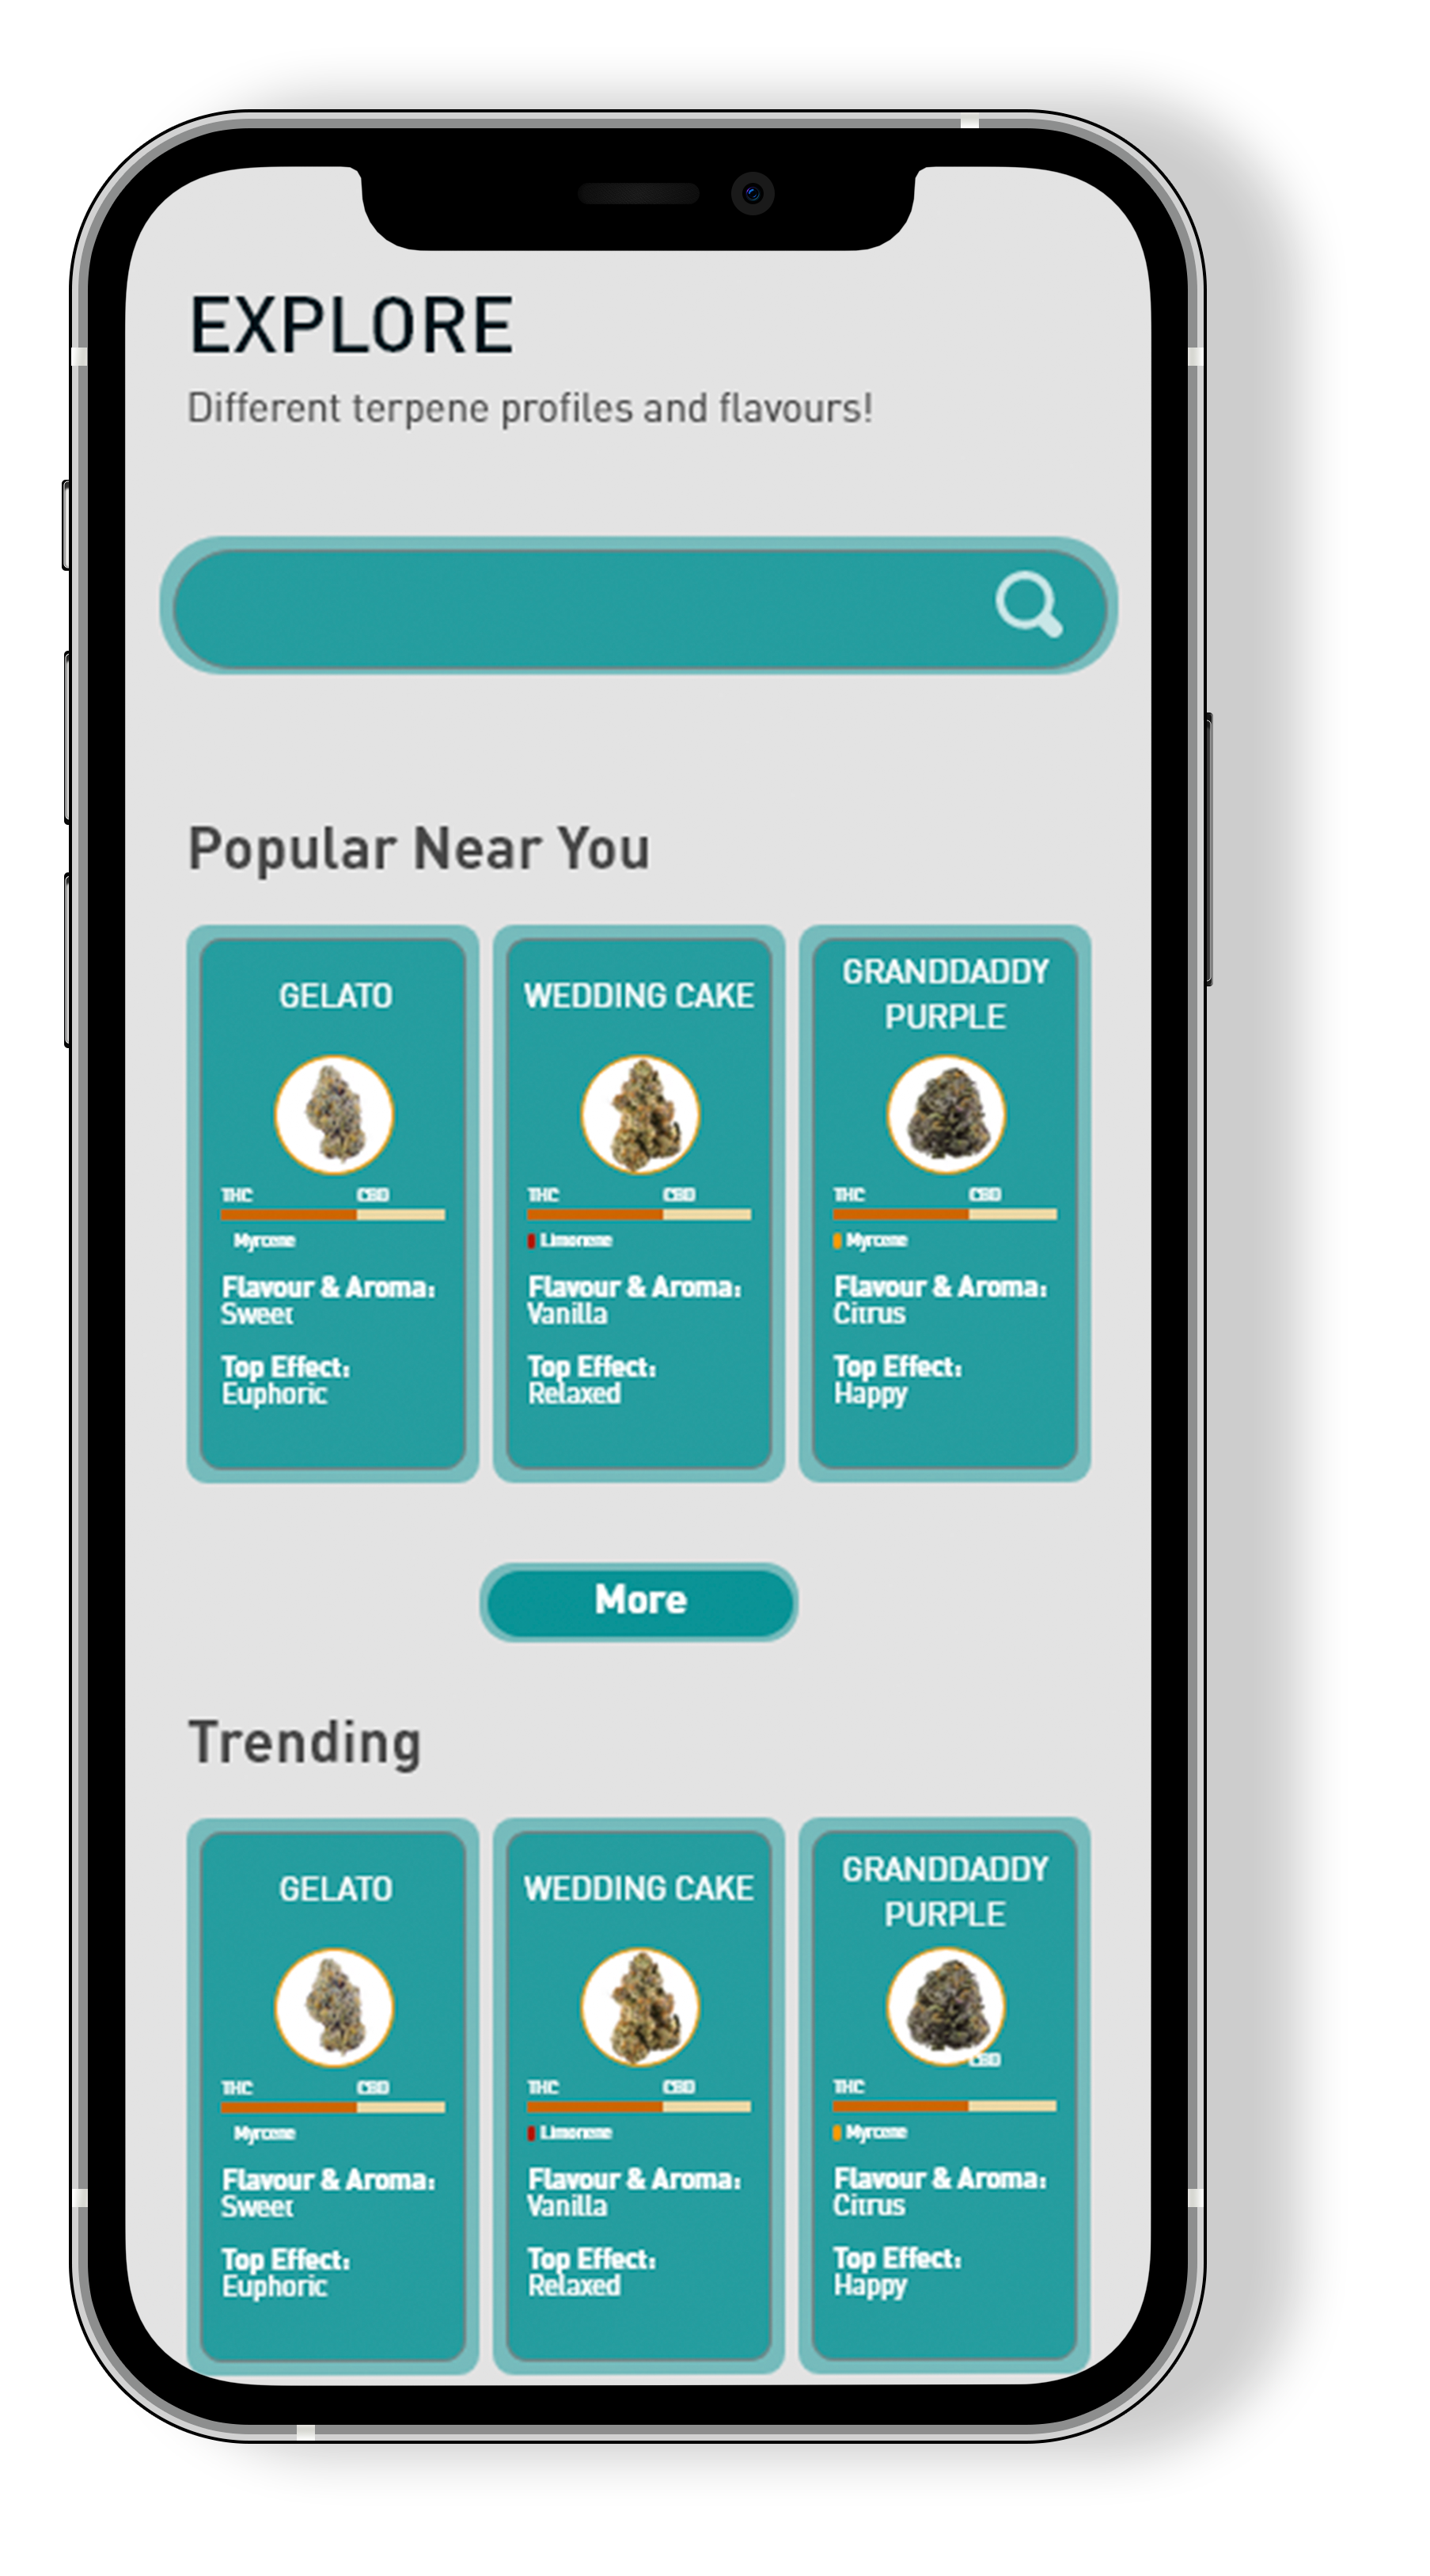 EXPLORE
Different terpene profiles and flavours!
Popular Near You
GELATO
THC CBD
Myrcene
Flavour & Aroma:
Sweet
Top Effect:
Euphoric
WEDDING CAKE
THC CBD
Limonene
Flavour & Aroma:
Vanilla
Top Effect:
Relaxed
GRANDDADDY
PURPLE
THC CBD
Myrcene
Flavour & Aroma:
Citrus
Top Effect:
Happy
More
Trending
GELATO
THC CBD
Myrcene
Flavour & Aroma:
Sweet
Top Effect:
Euphoric
WEDDING CAKE
THC CBD
Limonene
Flavour & Aroma:
Vanilla
Top Effect:
Relaxed
GRANDDADDY
PURPLE
CBD
THC
Myrcene
Flavour & Aroma:
Citrus
Top Effect:
Happy